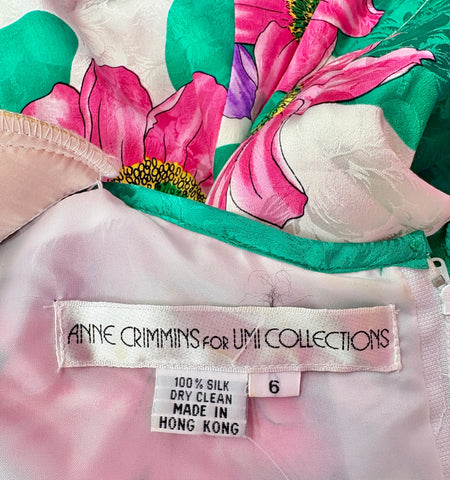 ANNE CRIMMINS FOR UMI COLLECTIONS
100% SILK
DRY CLEAN
MADE IN
HONG KONG
6